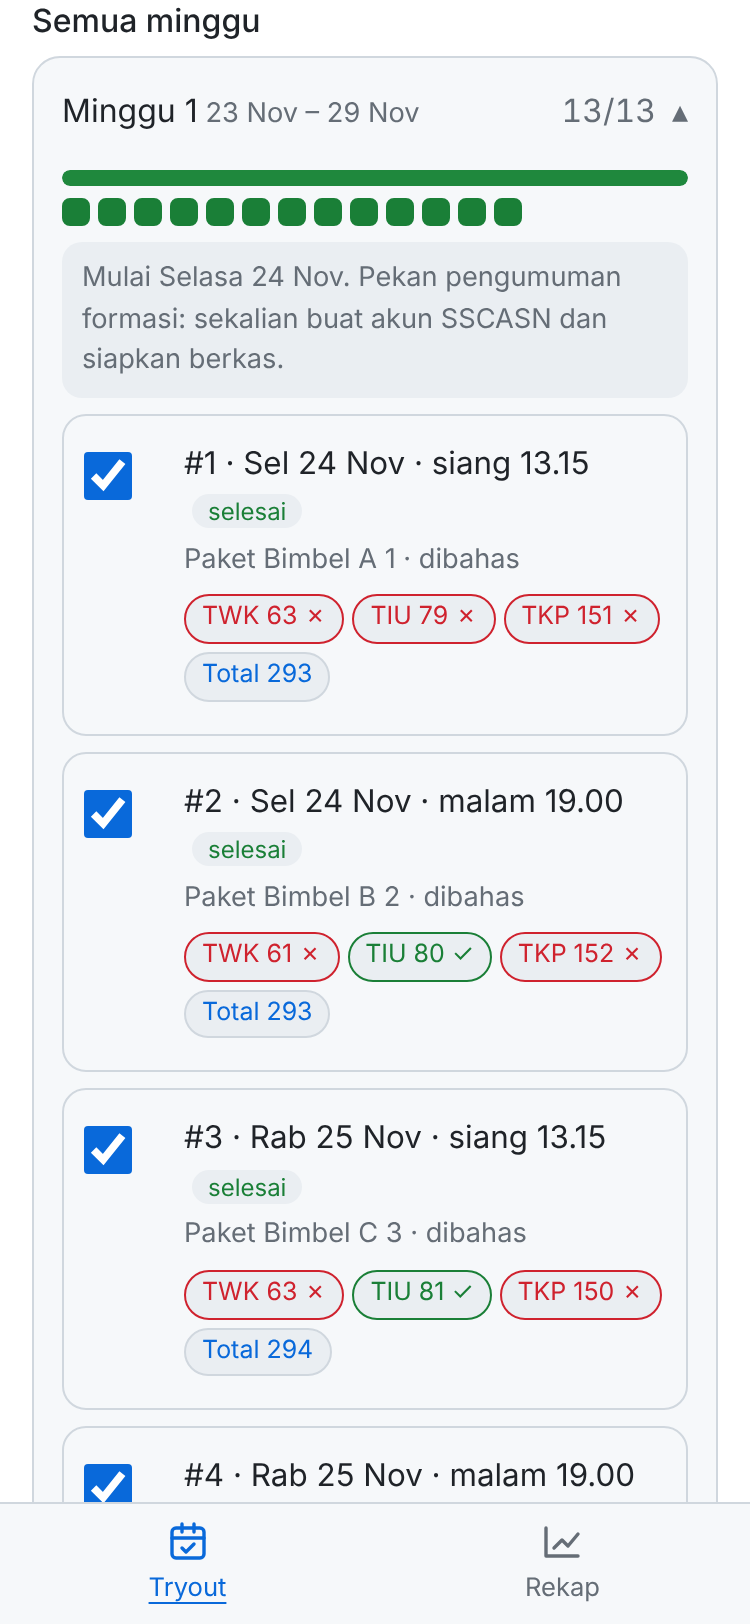 Semua minggu
Minggu 1 23 Nov – 29 Nov 13/13 ▲
Mulai Selasa 24 Nov. Pekan pengumuman
formasi: sekalian buat akun SSCASN dan
siapkan berkas.
#1 · Sel 24 Nov · siang 13.15
selesai
Paket Bimbel A 1 · dibahas
TWK 63 × TIU 79 × TKP 151 ×
Total 293
#2 · Sel 24 Nov · malam 19.00
selesai
Paket Bimbel B 2 · dibahas
TWK 61 × TIU 80 ✓ TKP 152 ×
Total 293
#3 · Rab 25 Nov · siang 13.15
selesai
Paket Bimbel C 3 · dibahas
TWK 63 × TIU 81 ✓ TKP 150 ×
Total 294
#4 · Rab 25 Nov · malam 19.00
Tryout Rekap